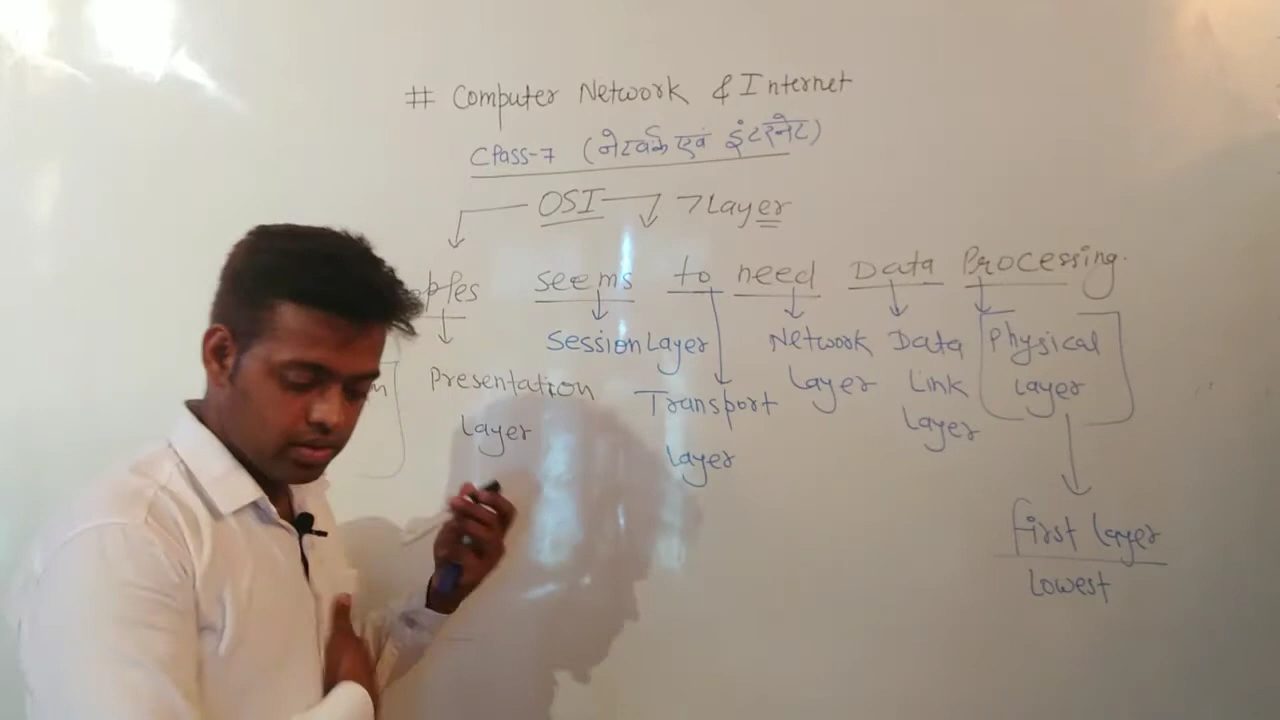 # Computer Network & Internet
Class-7 (नेटवर्क एवं इंटरनेट)
OSI 7 Layer
seems to need Data Processing.
Session Layer
Network Layer
Data Link Layer
Physical Layer
Presentation Layer
Transport Layer
first layer
lowest